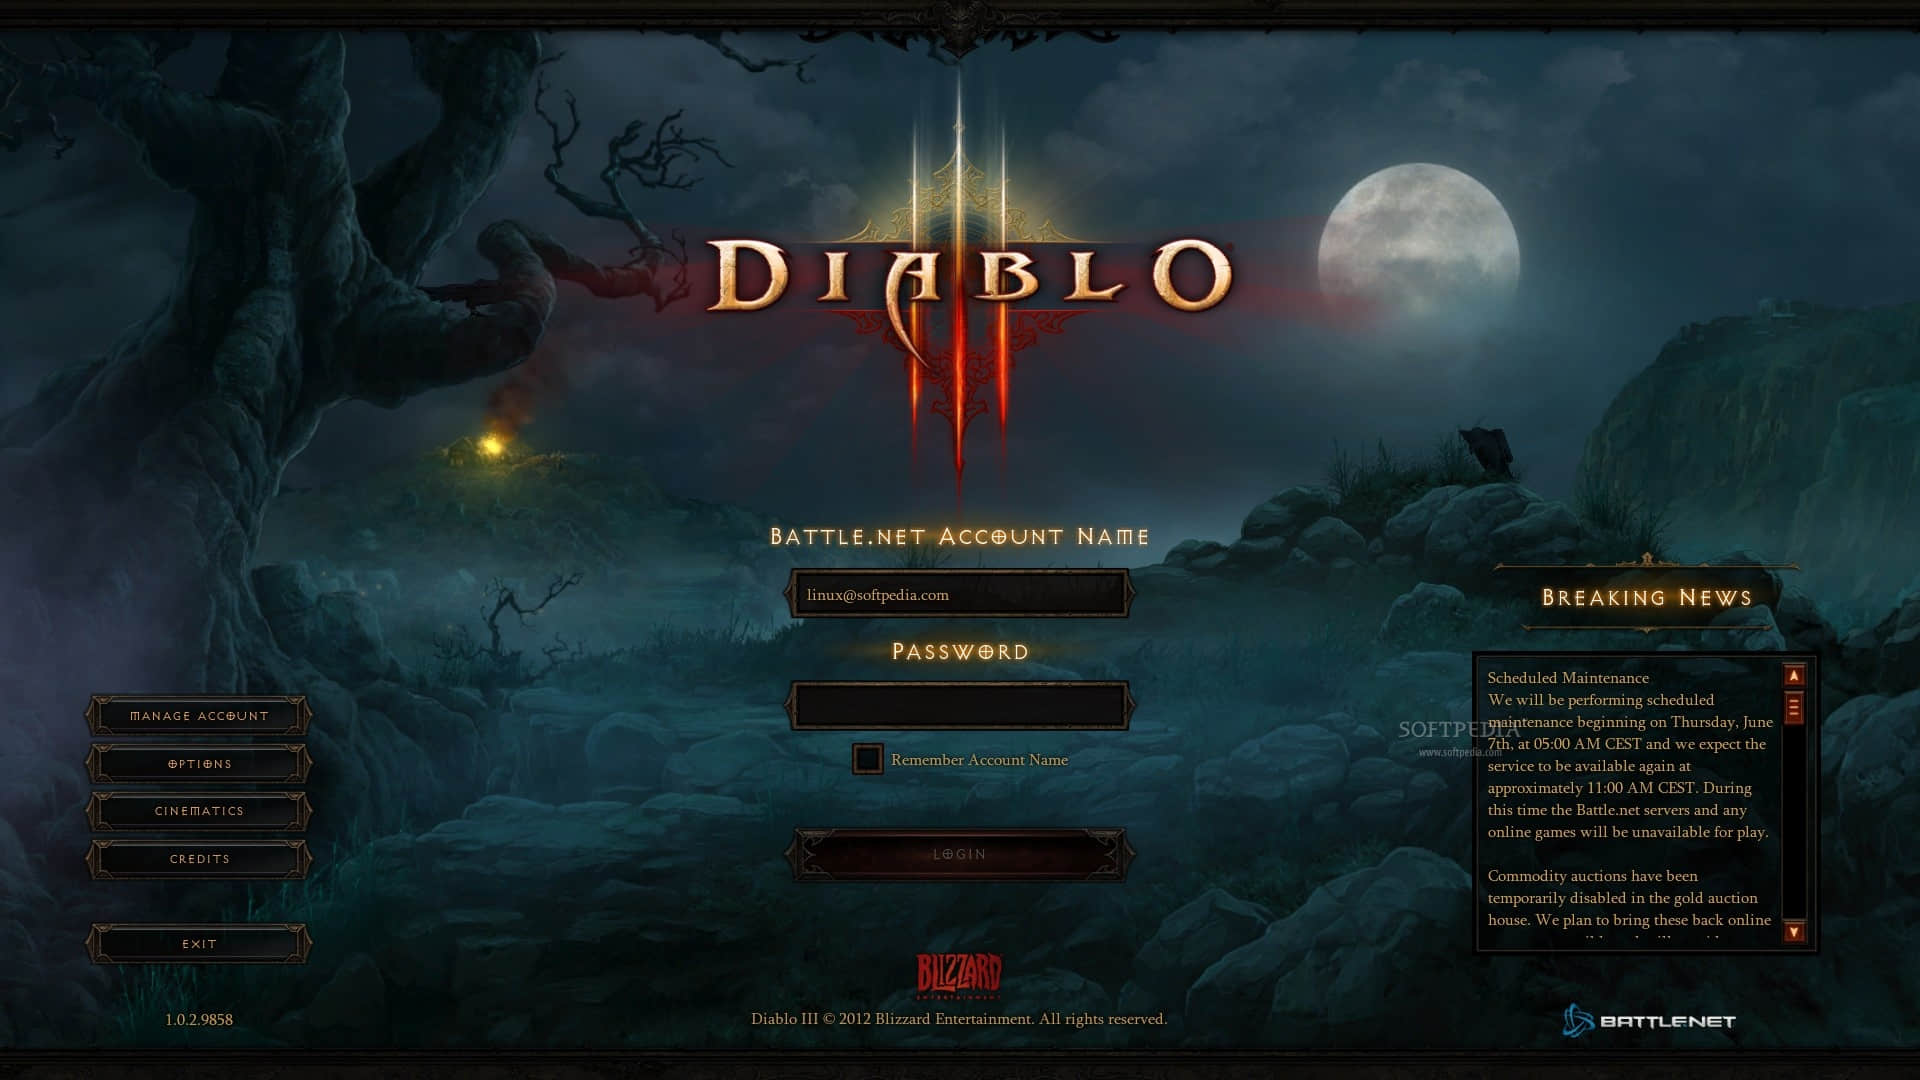 DIABLO
III
BATTLE.NET ACCOUNT NAME
linux@softpedia.com
PASSWORD
Remember Account Name
LOGIN
MANAGE ACCOUNT
OPTIONS
CINEMATICS
CREDITS
EXIT
1.0.2.9858
BREAKING NEWS
Scheduled Maintenance
We will be performing scheduled
maintenance beginning on Thursday, June
7th, at 05:00 AM CEST and we expect the
service to be available again at
approximately 11:00 AM CEST. During
this time the Battle.net servers and any
online games will be unavailable for play.
Commodity auctions have been
temporarily disabled in the gold auction
house. We plan to bring these back online
SOFTPEDIA
www.softpedia.com
BLIZZARD
ENTERTAINMENT
Diablo III © 2012 Blizzard Entertainment. All rights reserved.
BATTLE.NET